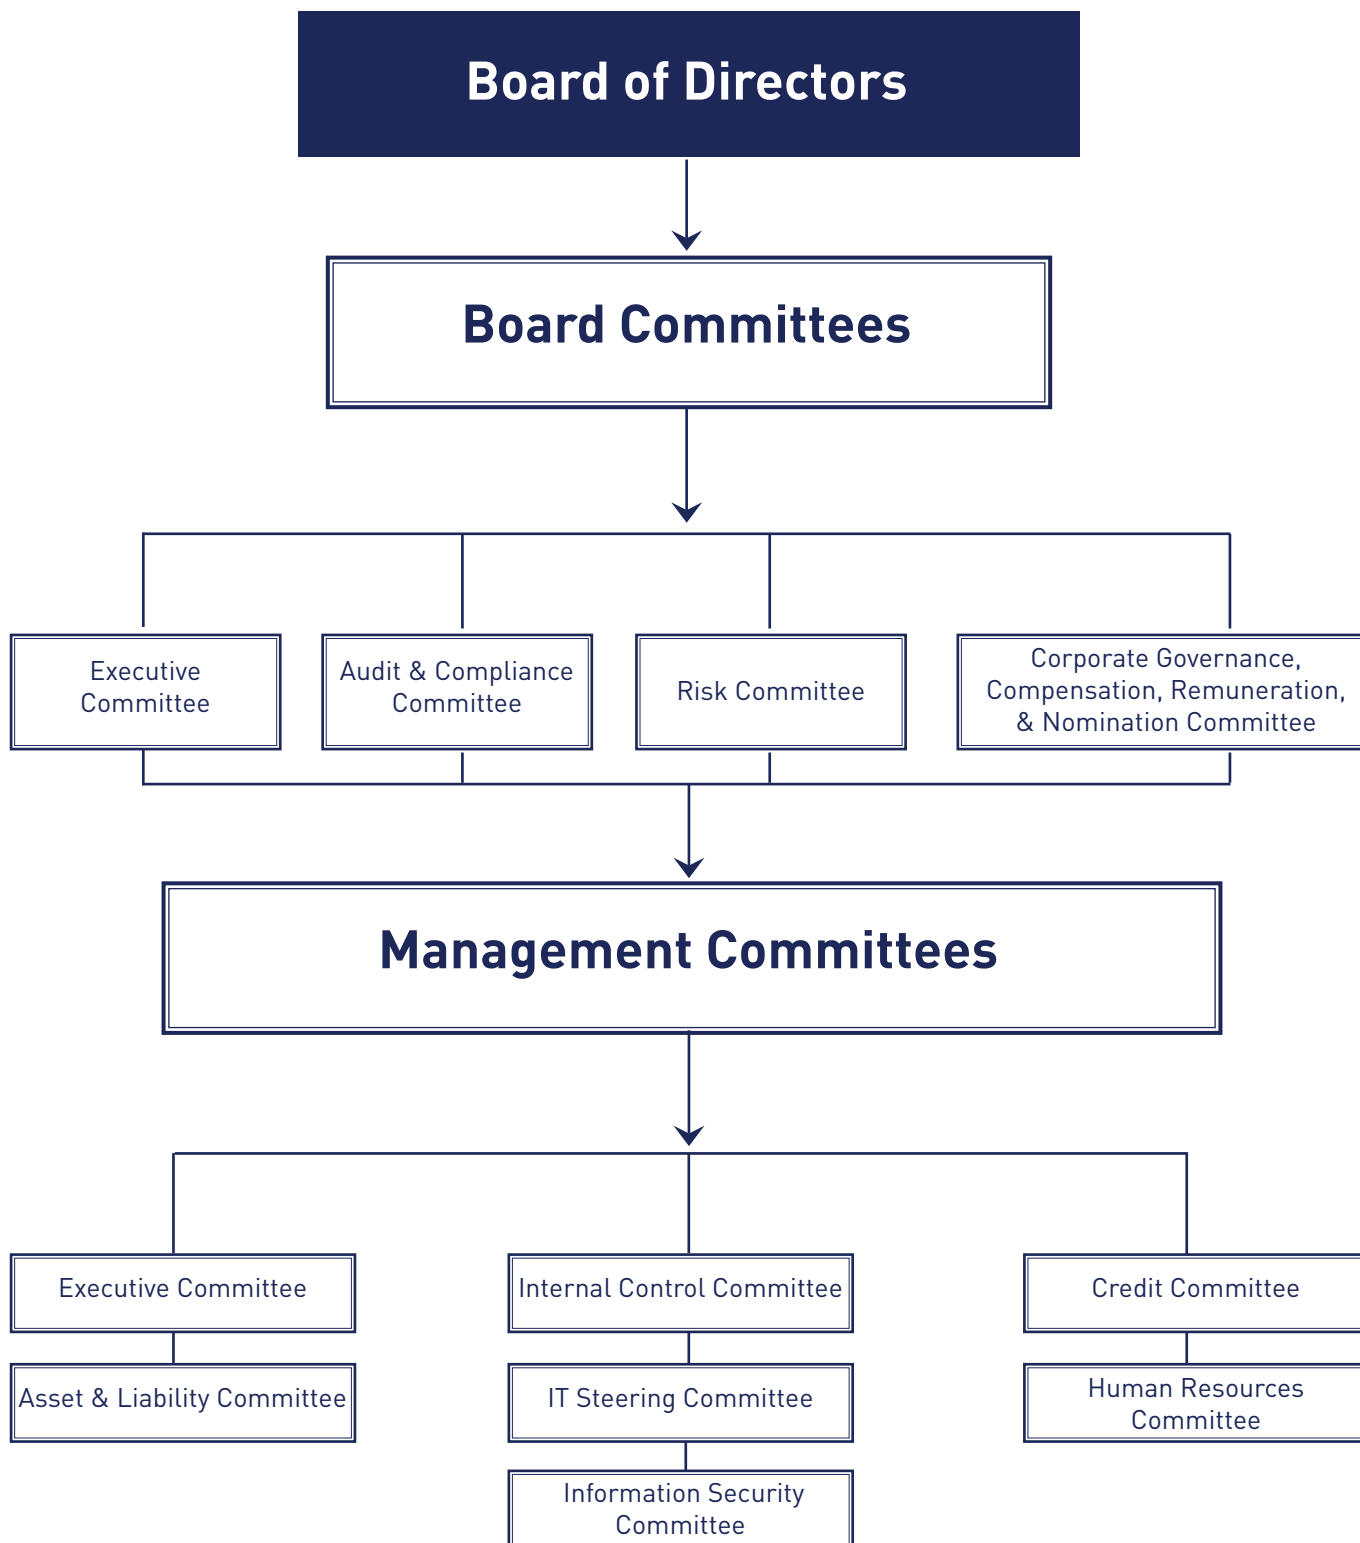 Board of Directors
Board Committees
Executive
Committee
Audit & Compliance
Committee
Risk Committee
Corporate Governance,
Compensation, Remuneration,
& Nomination Committee
Management Committees
Executive Committee
Internal Control Committee
Credit Committee
Asset & Liability Committee
IT Steering Committee
Human Resources
Committee
Information Security
Committee